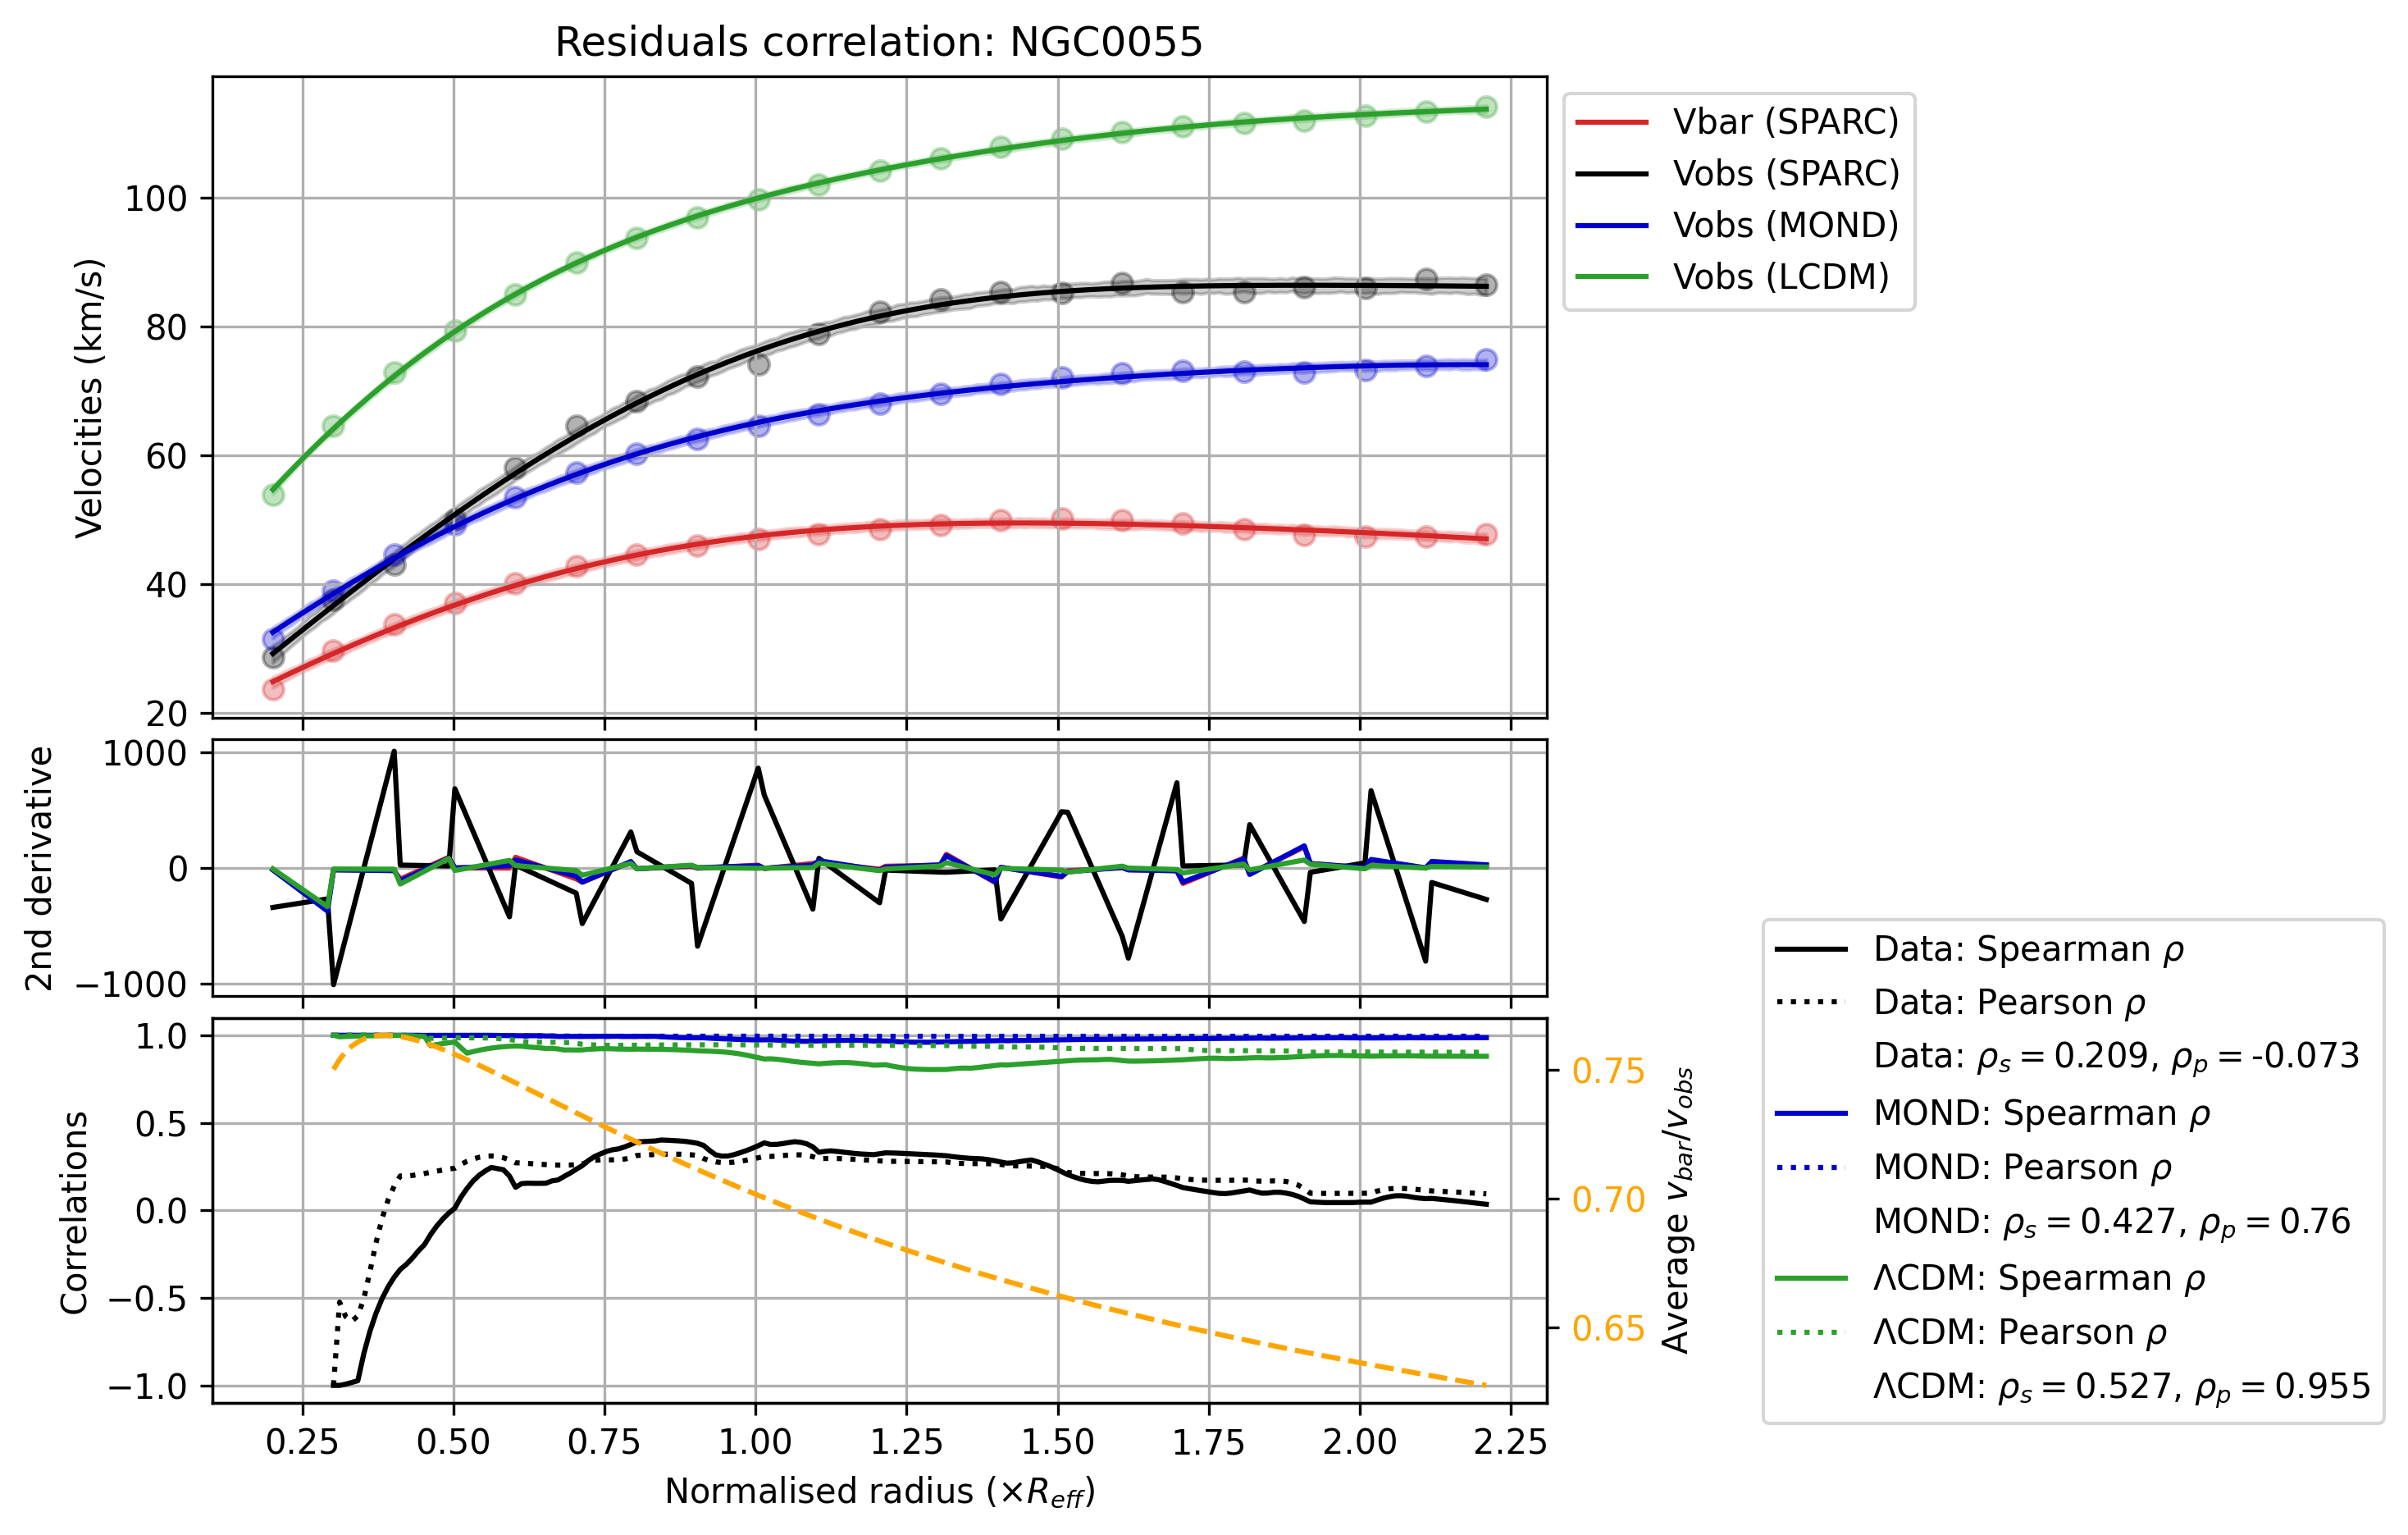 Residuals correlation: NGC0055
Velocities (km/s)
100
80
60
40
20
Vbar (SPARC)
Vobs (SPARC)
Vobs (MOND)
Vobs (LCDM)
2nd derivative
1000
0
−1000
Correlations
1.0
0.5
0.0
−0.5
−1.0
0.75
0.70
0.65
Average v_bar/v_obs
0.25 0.50 0.75 1.00 1.25 1.50 1.75 2.00 2.25
Normalised radius (×R_eff)
Data: Spearman ρ
Data: Pearson ρ
Data: ρ_s = 0.209, ρ_p = -0.073
MOND: Spearman ρ
MOND: Pearson ρ
MOND: ρ_s = 0.427, ρ_p = 0.76
ΛCDM: Spearman ρ
ΛCDM: Pearson ρ
ΛCDM: ρ_s = 0.527, ρ_p = 0.955